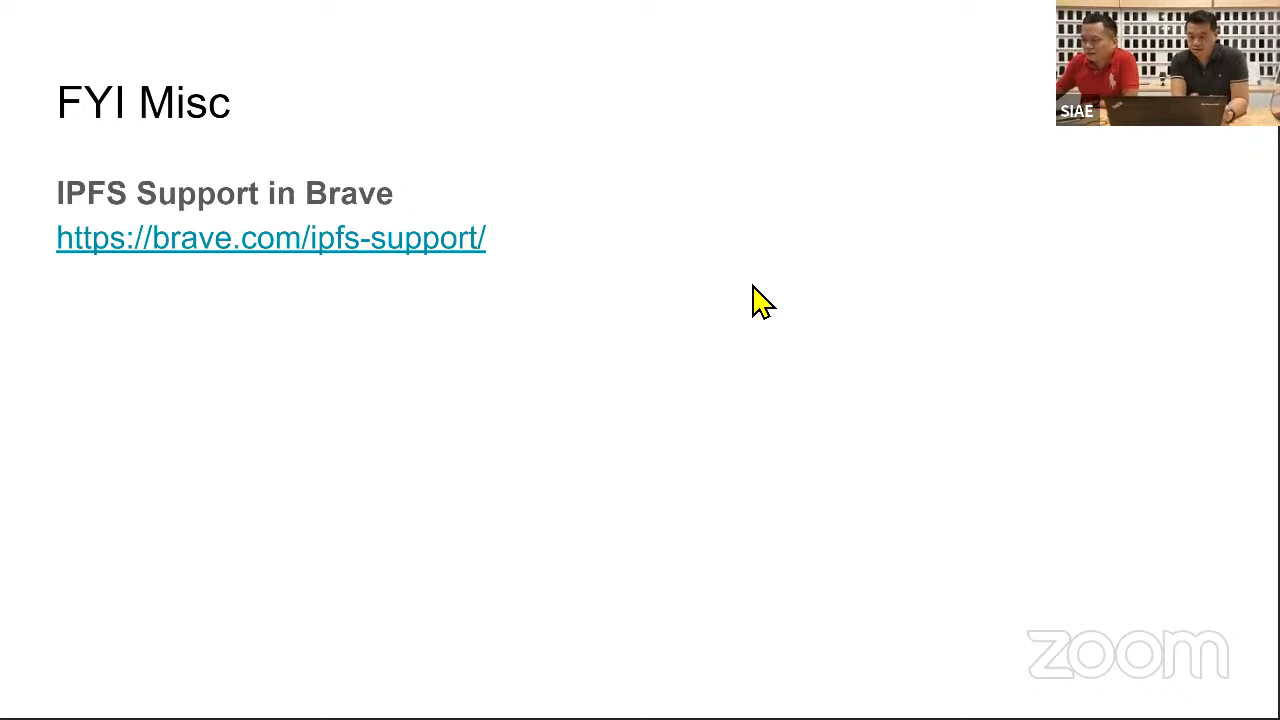 FYI Misc
IPFS Support in Brave
https://brave.com/ipfs-support/
SIAE
zoom